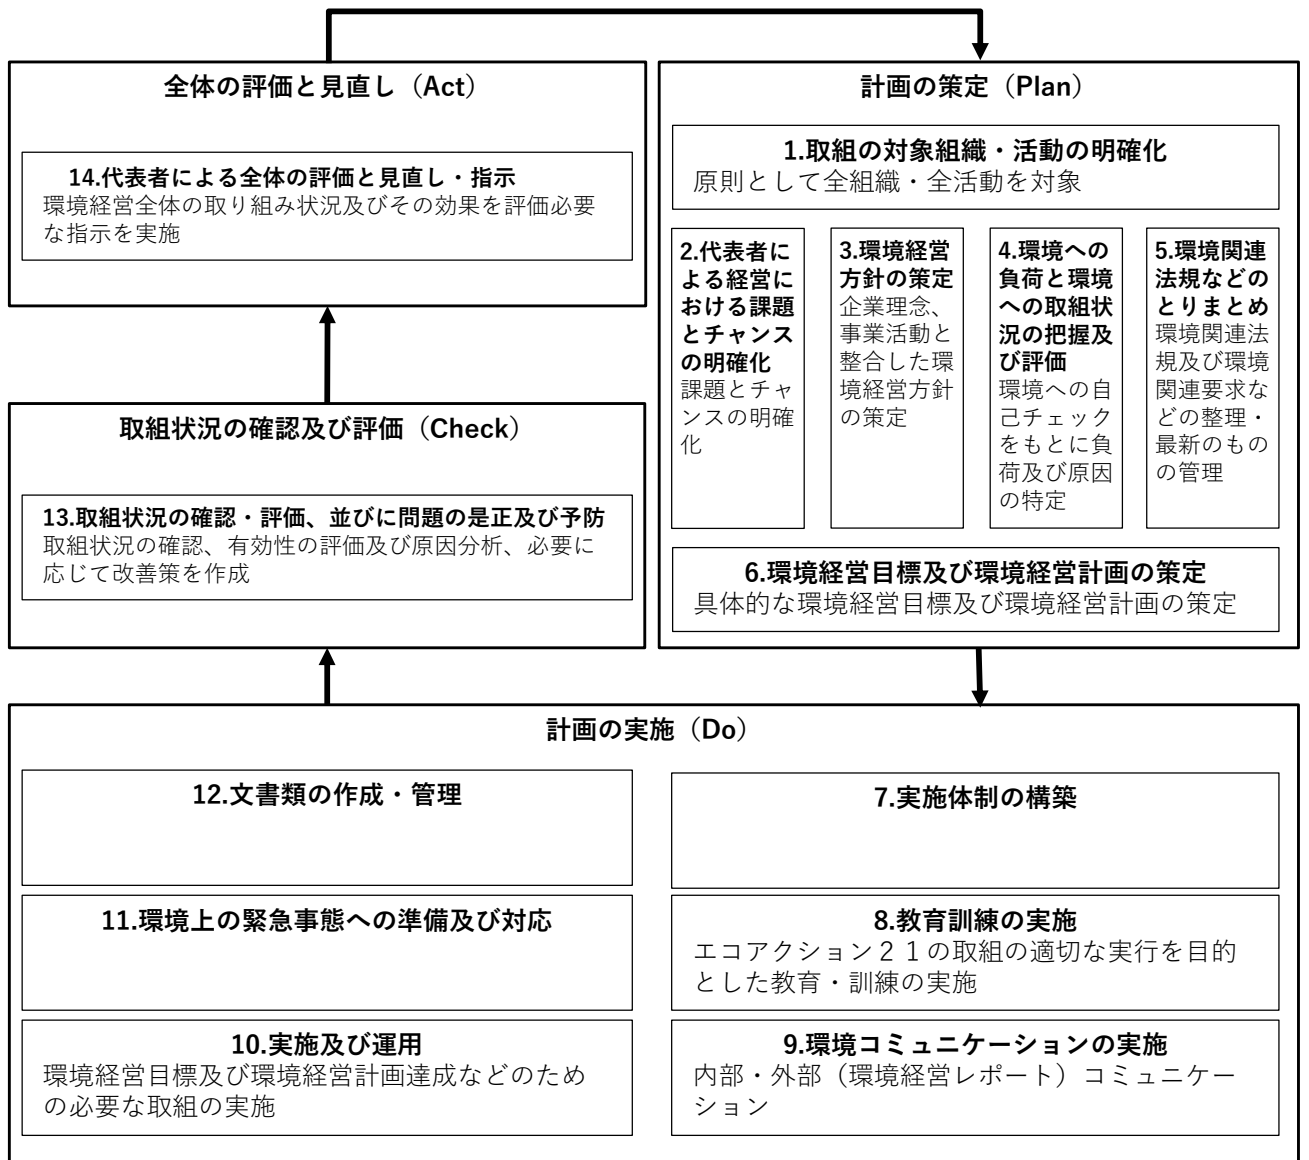 全体の評価と見直し（Act）
14.代表者による全体の評価と見直し・指示
環境経営全体の取り組み状況及びその効果を評価必要
な指示を実施
計画の策定（Plan）
1.取組の対象組織・活動の明確化
原則として全組織・全活動を対象
2.代表者に
よる経営に
おける課題
とチャンス
の明確化
課題とチャ
ンスの明確
化
3.環境経営
方針の策定
企業理念、
事業活動と
整合した環
境経営方針
の策定
4.環境への
負荷と環境
への取組状
況の把握及
び評価
環境への自
己チェック
をもとに負
荷及び原因
の特定
5.環境関連
法規などの
とりまとめ
環境関連法
規及び環境
関連要求な
どの整理・
最新のもの
の管理
6.環境経営目標及び環境経営計画の策定
具体的な環境経営目標及び環境経営計画の策定
取組状況の確認及び評価（Check）
13.取組状況の確認・評価、並びに問題の是正及び予防
取組状況の確認、有効性の評価及び原因分析、必要に
応じて改善策を作成
計画の実施（Do）
12.文書類の作成・管理
7.実施体制の構築
11.環境上の緊急事態への準備及び対応
8.教育訓練の実施
エコアクション２１の取組の適切な実行を目的
とした教育・訓練の実施
10.実施及び運用
環境経営目標及び環境経営計画達成などのため
の必要な取組の実施
9.環境コミュニケーションの実施
内部・外部（環境経営レポート）コミュニケー
ション